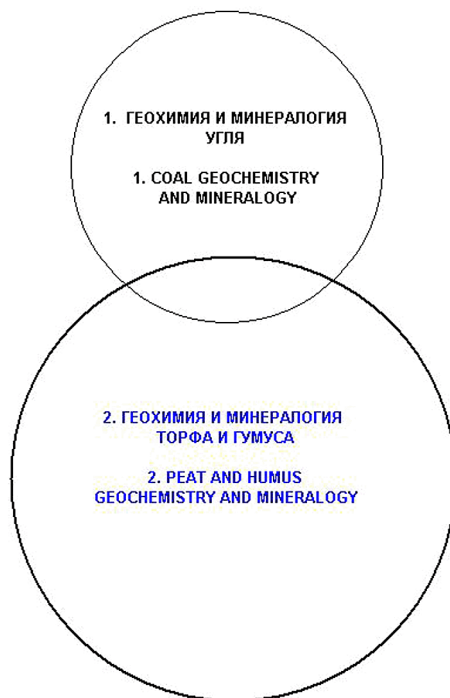 1. ГЕОХИМИЯ И МИНЕРАЛОГИЯ
УГЛЯ
1. COAL GEOCHEMISTRY
AND MINERALOGY
2. ГЕОХИМИЯ И МИНЕРАЛОГИЯ
ТОРФА И ГУМУСА
2. PEAT AND HUMUS
GEOCHEMISTRY AND MINERALOGY